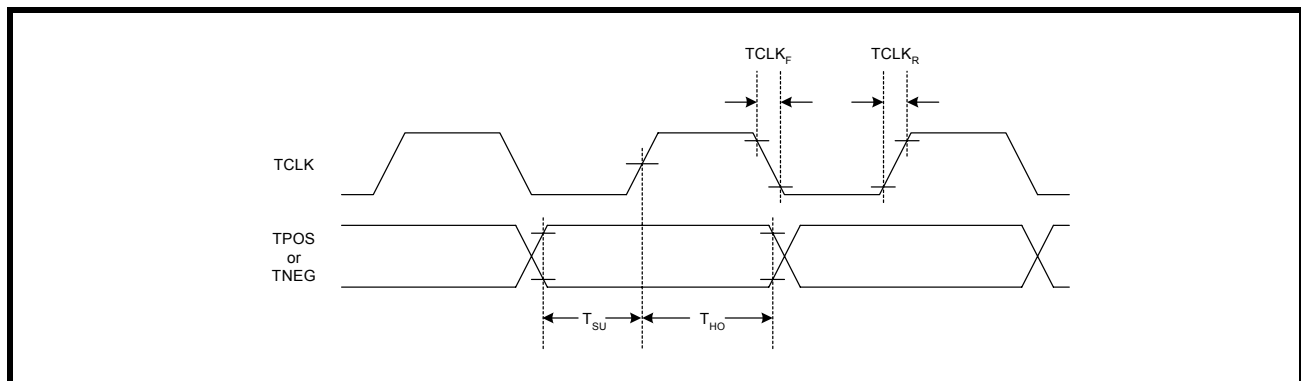 TCLKF
TCLKR
TCLK
TPOS
or
TNEG
TSU
THO